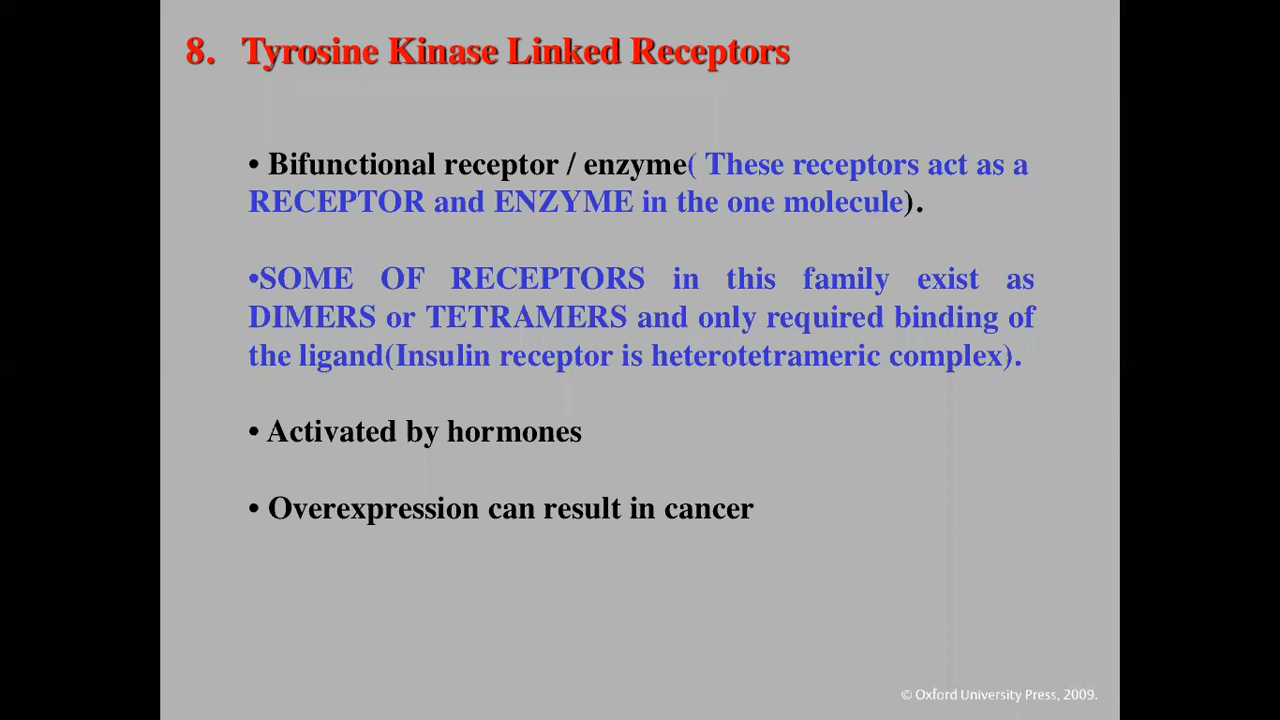 8. Tyrosine Kinase Linked Receptors
• Bifunctional receptor / enzyme( These receptors act as a
RECEPTOR and ENZYME in the one molecule).
•SOME OF RECEPTORS in this family exist as
DIMERS or TETRAMERS and only required binding of
the ligand(Insulin receptor is heterotetrameric complex).
• Activated by hormones
• Overexpression can result in cancer
© Oxford University Press, 2009.